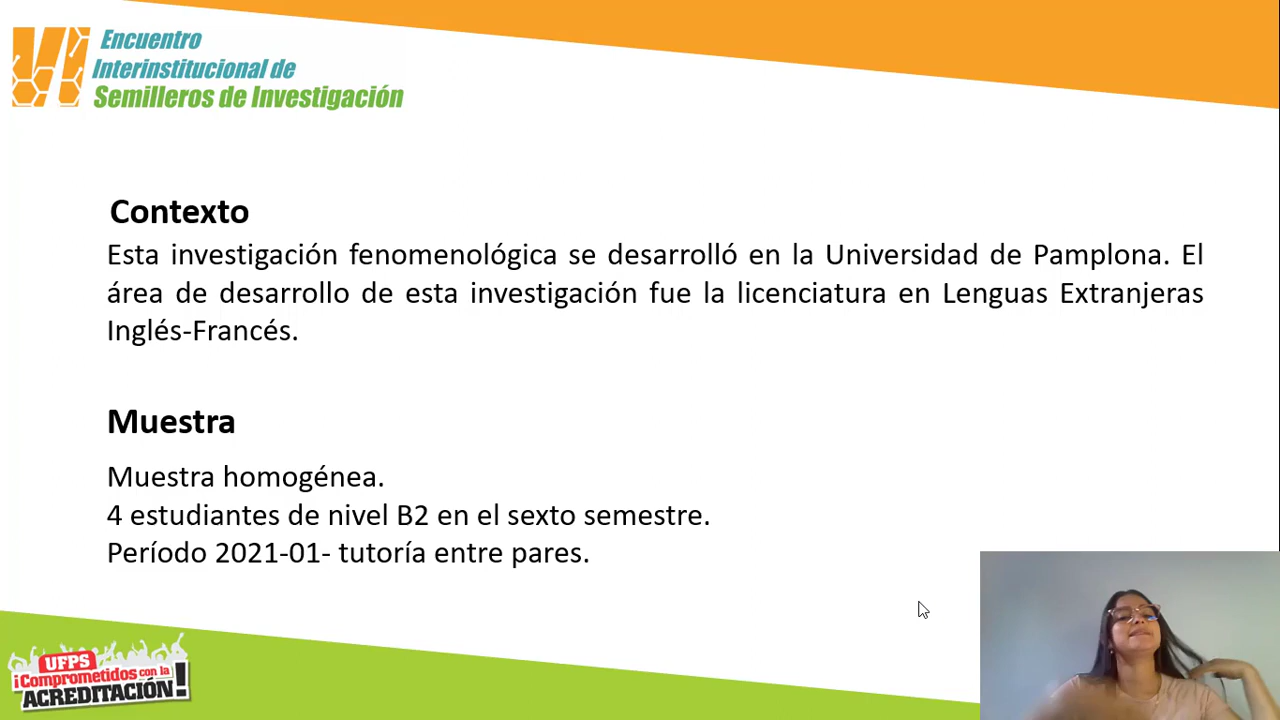 VI
Encuentro
Interinstitucional de
Semilleros de Investigación
Contexto
Esta investigación fenomenológica se desarrolló en la Universidad de Pamplona. El
área de desarrollo de esta investigación fue la licenciatura en Lenguas Extranjeras
Inglés-Francés.
Muestra
Muestra homogénea.
4 estudiantes de nivel B2 en el sexto semestre.
Período 2021-01- tutoría entre pares.
UFPS
¡Comprometidos con la
ACREDITACIÓN!